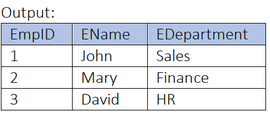 Output:
EmpID EName EDepartment
1 John Sales
2 Mary Finance
3 David HR